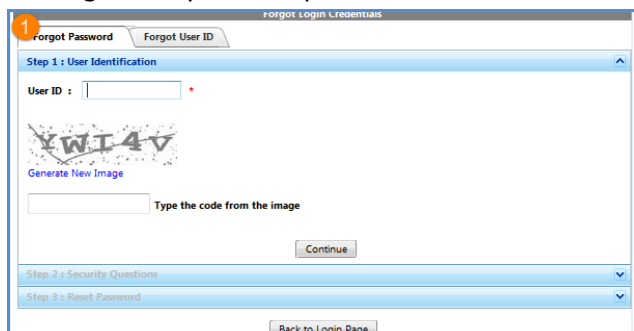 Forgot Login Credentials
1
Forgot Password Forgot User ID
Step 1 : User Identification
User ID : *
YWI4V
Generate New Image
Type the code from the image
Continue
Step 2 : Security Questions
Step 3 : Reset Password
Back to Login Page